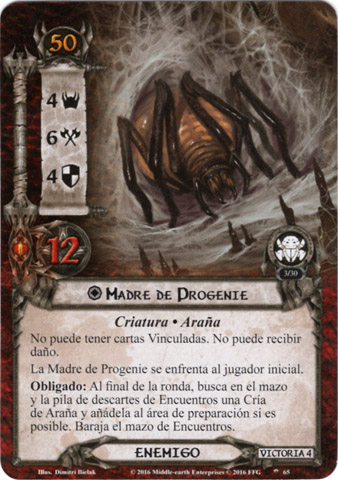 50
4
6
4
12
3/30
MADRE DE PROGENIE
Criatura • Araña
No puede tener cartas Vinculadas. No puede recibir
daño.
La Madre de Progenie se enfrenta al jugador inicial.
Obligado: Al final de la ronda, busca en el mazo
y la pila de descartes de Encuentros una Cría
de Araña y añádela al área de preparación si es
posible. Baraja el mazo de Encuentros.
ENEMIGO
VICTORIA 4
Illus. Dimitri Bielak
© 2016 Middle-earth Enterprises © 2016 FFG
65